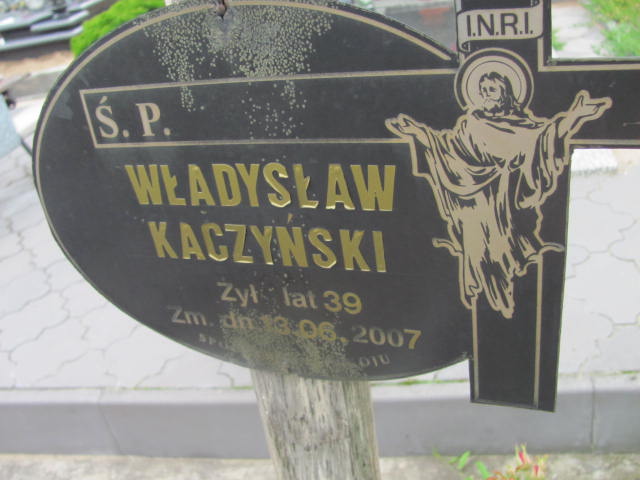 I.N.R.I.
Ś. P.
WŁADYSŁAW
KACZYŃSKI
Żył lat 39
Zm. dn 13.06. 2007